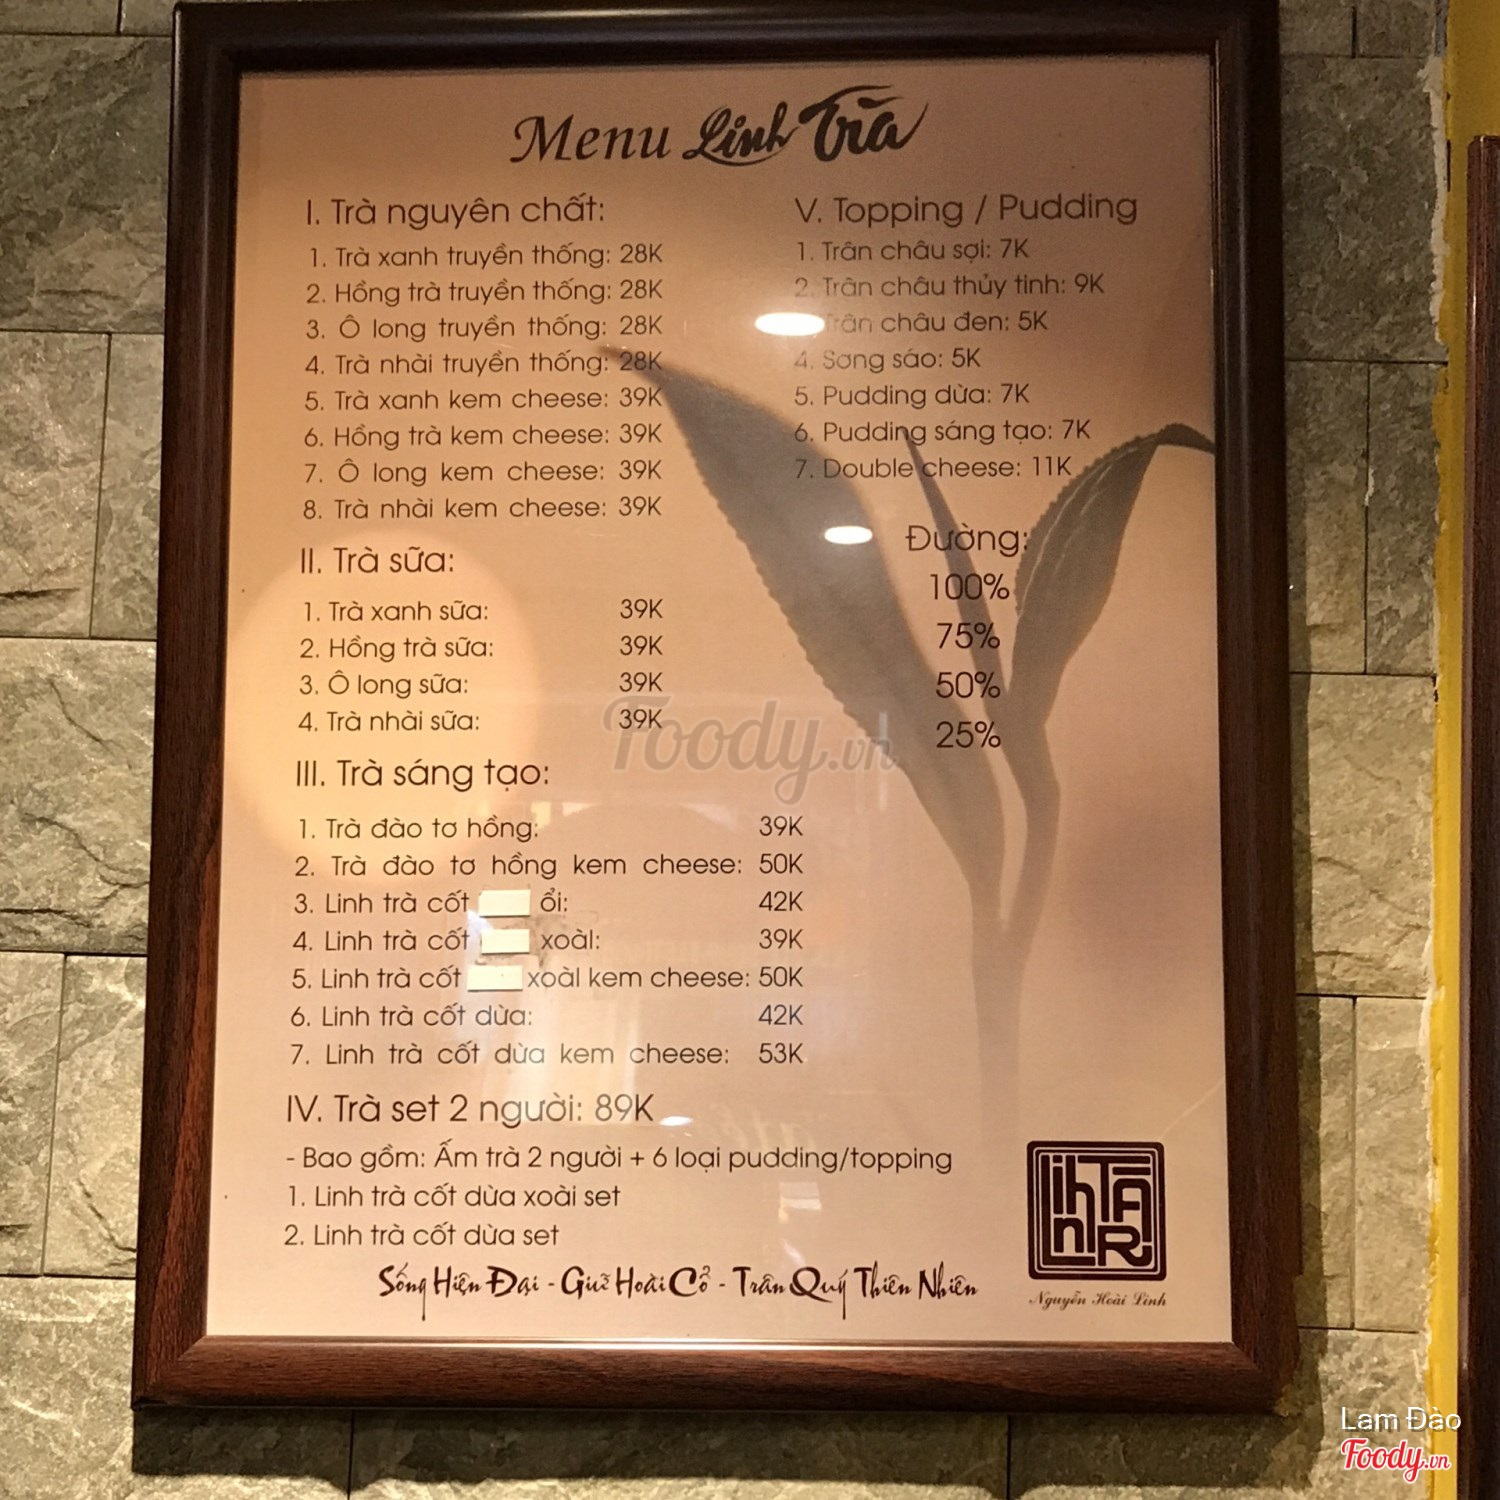 Menu Linh Trà
I. Trà nguyên chất:
1. Trà xanh truyền thống: 28K
2. Hồng trà truyền thống: 28K
3. Ô long truyền thống: 28K
4. Trà nhài truyền thống: 28K
5. Trà xanh kem cheese: 39K
6. Hồng trà kem cheese: 39K
7. Ô long kem cheese: 39K
8. Trà nhài kem cheese: 39K
II. Trà sữa:
1. Trà xanh sữa: 39K
2. Hồng trà sữa: 39K
3. Ô long sữa: 39K
4. Trà nhài sữa: 39K
III. Trà sáng tạo:
1. Trà đào tơ hồng: 39K
2. Trà đào tơ hồng kem cheese: 50K
3. Linh trà cốt ổi: 42K
4. Linh trà cốt xoàl: 39K
5. Linh trà cốt xoàl kem cheese: 50K
6. Linh trà cốt dừa: 42K
7. Linh trà cốt dừa kem cheese: 53K
IV. Trà set 2 người: 89K
- Bao gồm: Ấm trà 2 người + 6 loại pudding/topping
1. Linh trà cốt dừa xoài set
2. Linh trà cốt dừa set
V. Topping / Pudding
1. Trân châu sợi: 7K
2. Trân châu thủy tinh: 9K
Trân châu đen: 5K
4. Sơng sáo: 5K
5. Pudding dừa: 7K
6. Pudding sáng tạo: 7K
7. Double cheese: 11K
Đường:
100%
75%
50%
25%
Sống Hiện Đại - Giữ Hoài Cổ - Trân Quý Thiên Nhiên
Linh TRÀ
Nguyễn Hoài Linh
Foody.vn
Lam Đào
Foody.vn